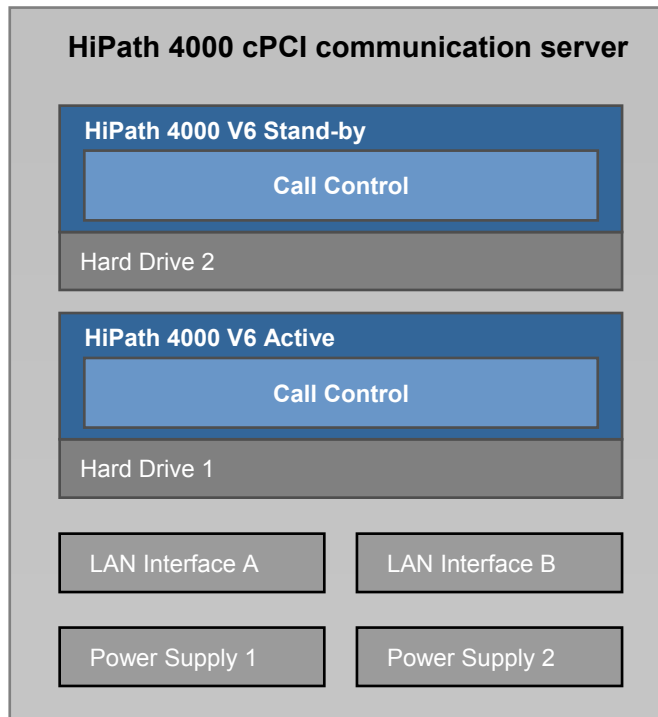 HiPath 4000 cPCI communication server
HiPath 4000 V6 Stand-by
Call Control
Hard Drive 2
HiPath 4000 V6 Active
Call Control
Hard Drive 1
LAN Interface A
LAN Interface B
Power Supply 1
Power Supply 2